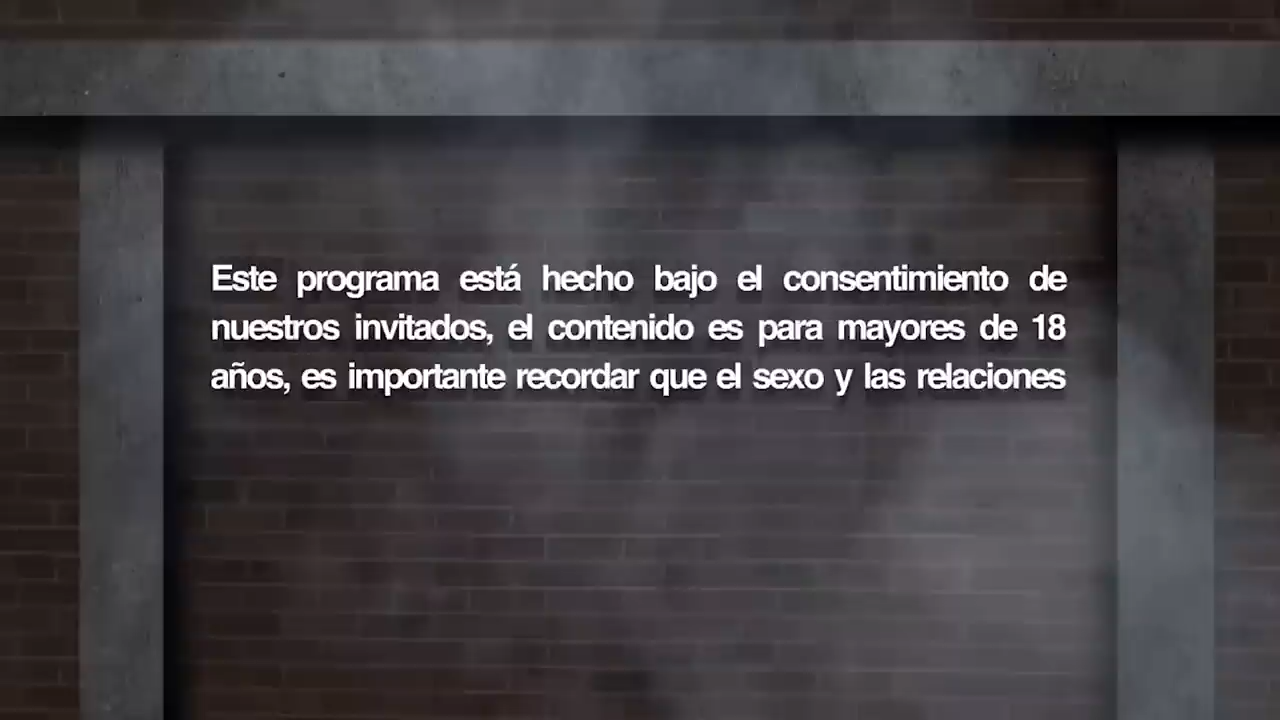 Este programa está hecho bajo el consentimiento de
nuestros invitados, el contenido es para mayores de 18
años, es importante recordar que el sexo y las relaciones